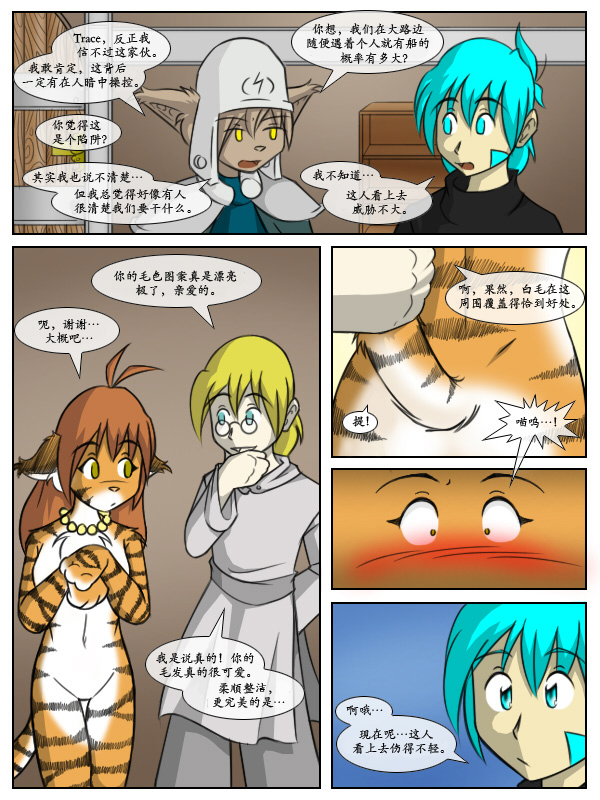 Trace，反正我
信不过这家伙。
我敢肯定，这背后
一定有在人暗中操控。
你想，我们在大路边
随便遇着个人就有船的
概率有多大？
你觉得这
是个陷阱？
其实我也说不清楚…
但我总觉得好像有人
很清楚我们要干什么。
我不知道…
这人看上去
威胁不大。
你的毛色图案真是漂亮
极了，亲爱的。
呃，谢谢…
大概吧…
我是说真的！你的
毛发真的很可爱。
柔顺整洁，
更完美的是…
啊，果然，白毛在这
周围覆盖得恰到好处。
提！
啮呜…！
啊哦…
现在呢…这人
看上去伤得不轻。